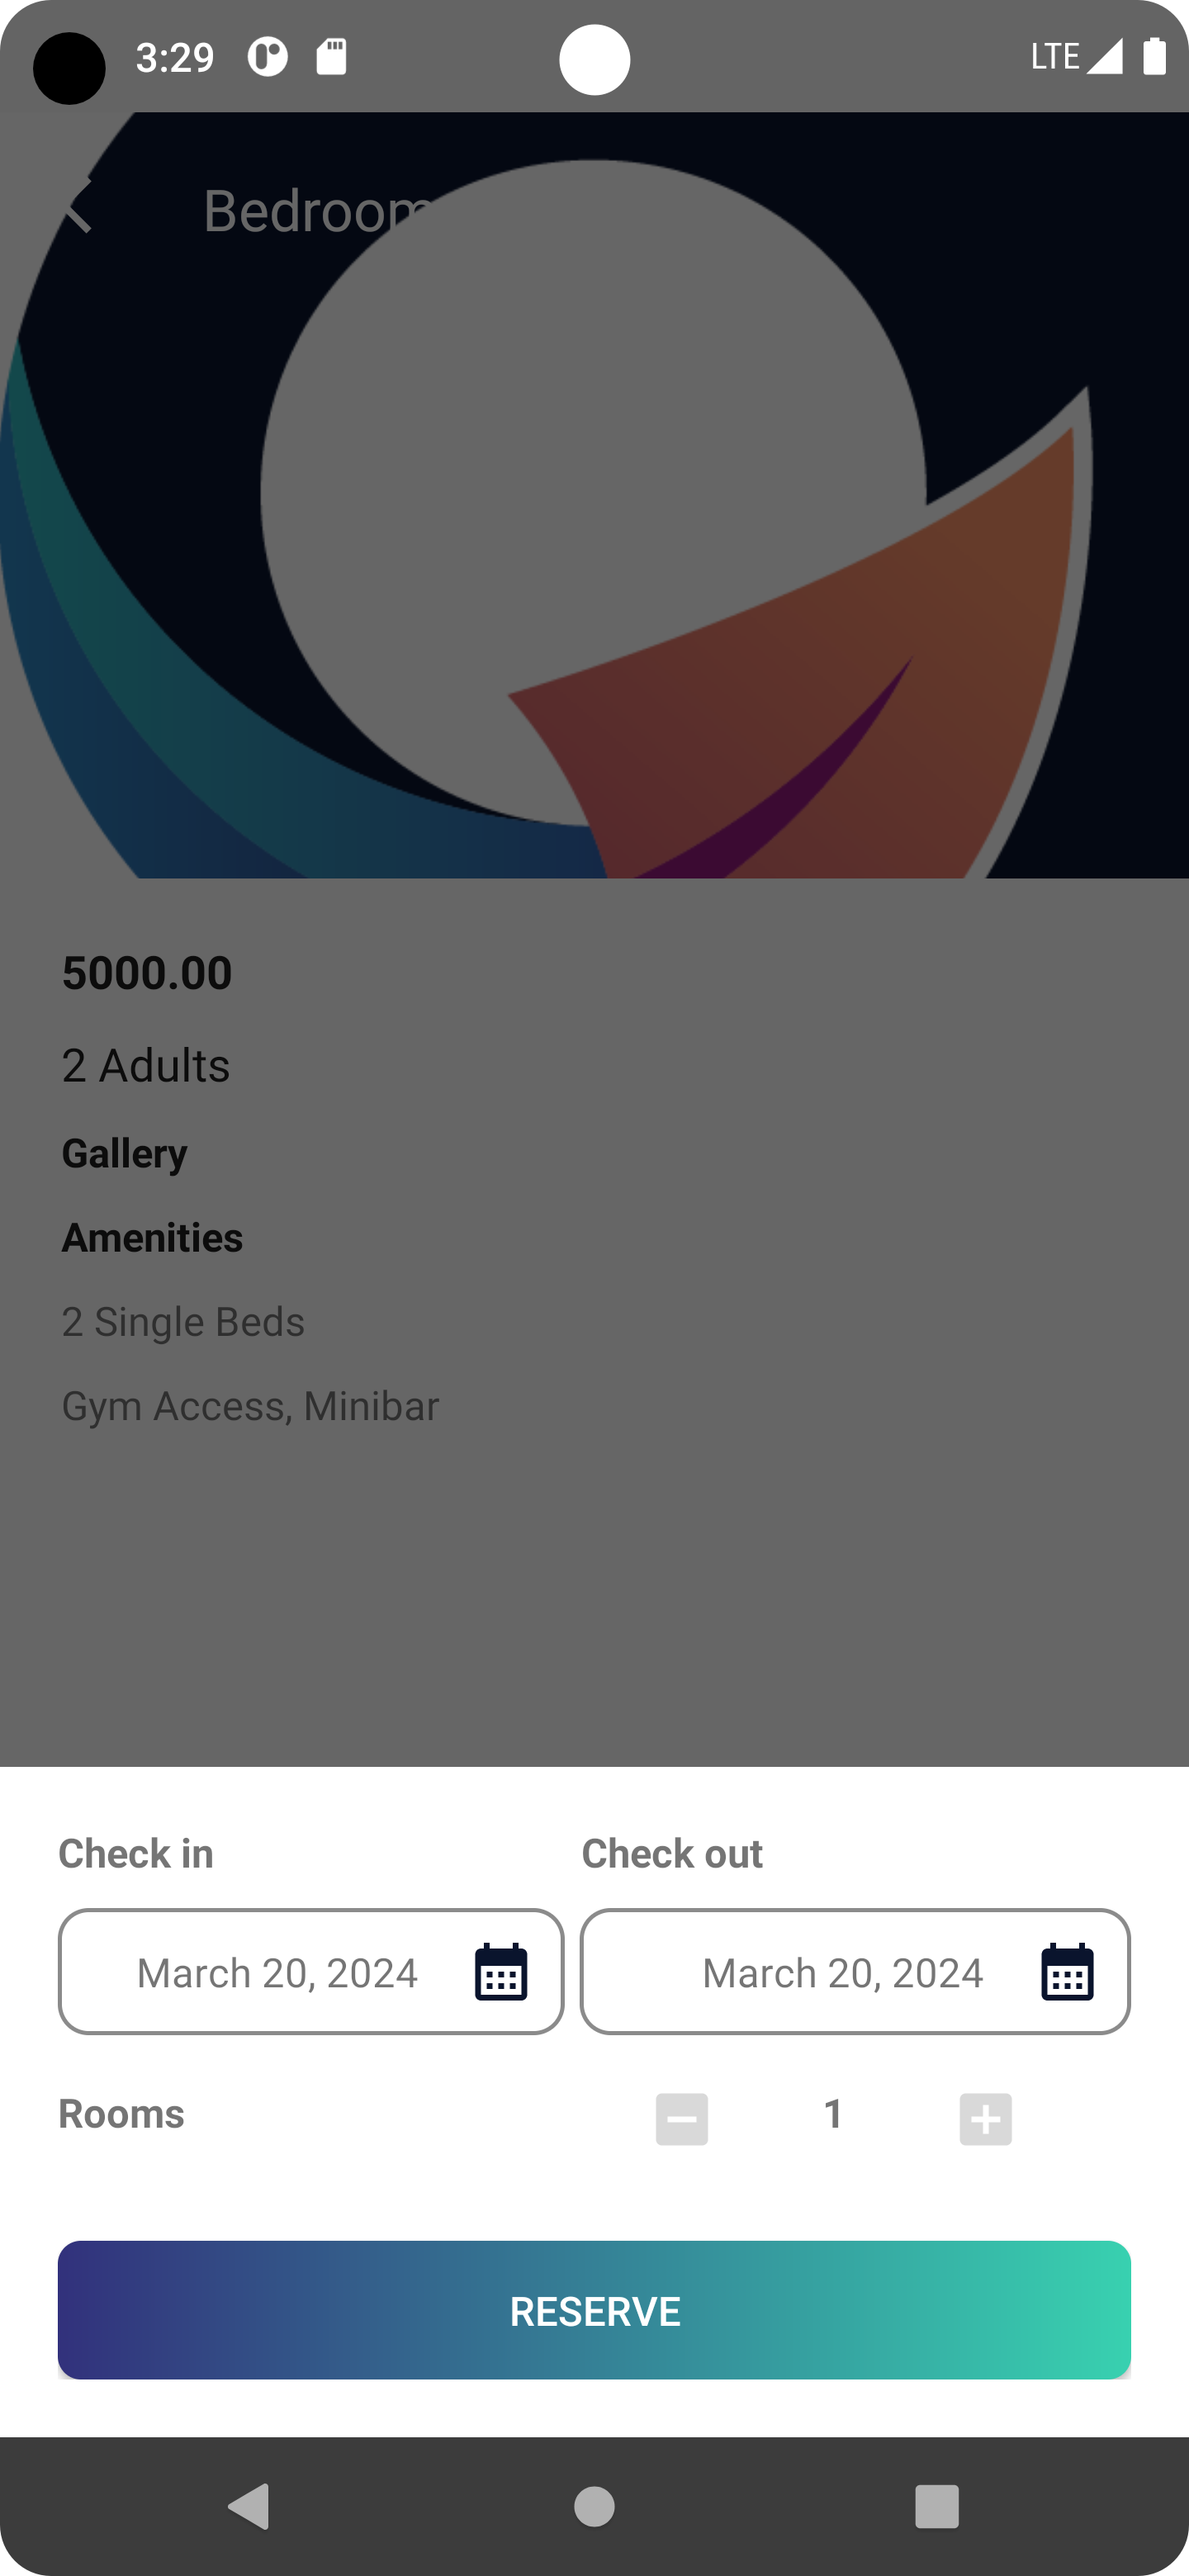 3:29
LTE
Bedroom
5000.00
2 Adults
Gallery
Amenities
2 Single Beds
Gym Access, Minibar
Check in
Check out
March 20, 2024
March 20, 2024
Rooms
1
RESERVE